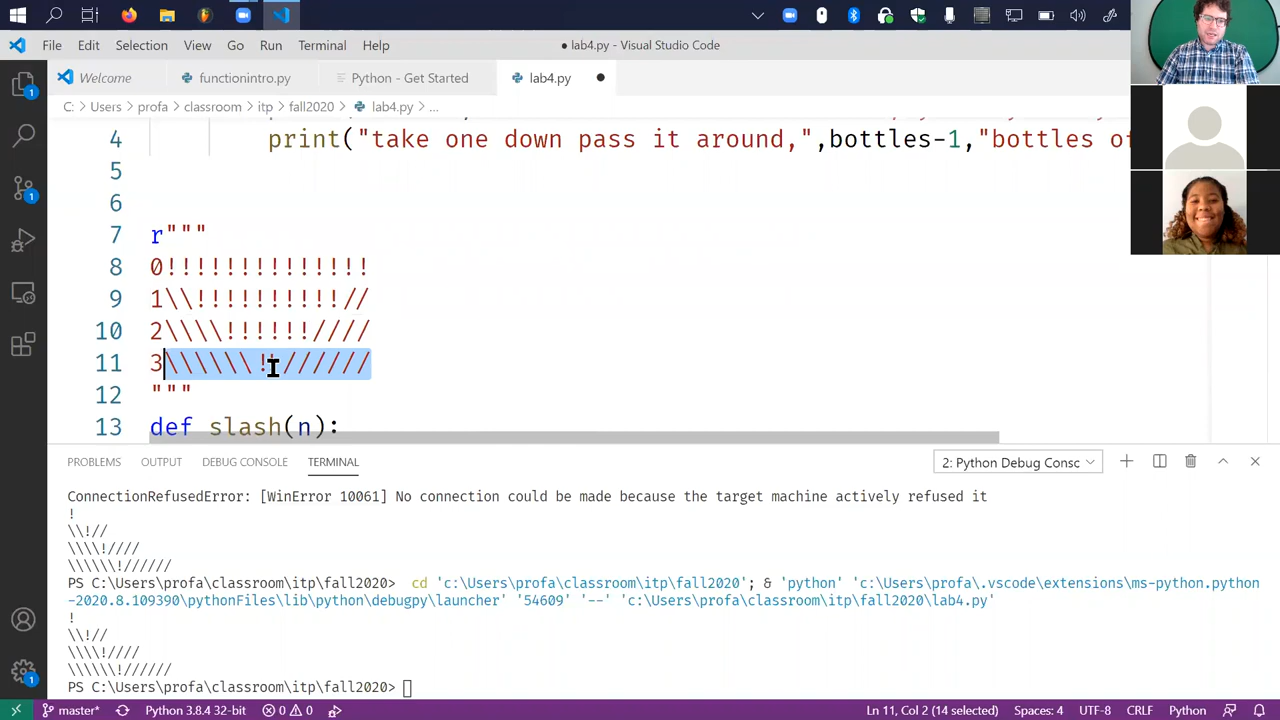 File Edit Selection View Go Run Terminal Help
● lab4.py - Visual Studio Code
Welcome functionintro.py Python - Get Started lab4.py ●
C: > Users > profa > classroom > itp > fall2020 > lab4.py > ...
4 print("take one down pass it around,",bottles-1,"bottles of
5
6
7 r"""
8 0!!!!!!!!!!!!!!
9 1\\!!!!!!!!!!//
10 2\\\\!!!!!!////
11 3\\\\\\!!//////
12 """
13 def slash(n):
PROBLEMS OUTPUT DEBUG CONSOLE TERMINAL
2: Python Debug Consc
ConnectionRefusedError: [WinError 10061] No connection could be made because the target machine actively refused it
!
\\!//
\\\\!////
\\\\\\!//////
PS C:\Users\profa\classroom\itp\fall2020> cd 'c:\Users\profa\classroom\itp\fall2020'; & 'python' 'c:\Users\profa\.vscode\extensions\ms-python.python
-2020.8.109390\pythonFiles\lib\python\debugpy\launcher' '54609' '--' 'c:\Users\profa\classroom\itp\fall2020\lab4.py'
!
\\!//
\\\\!////
\\\\\\!//////
PS C:\Users\profa\classroom\itp\fall2020>
master* Python 3.8.4 32-bit 0 0 Ln 11, Col 2 (14 selected) Spaces: 4 UTF-8 CRLF Python